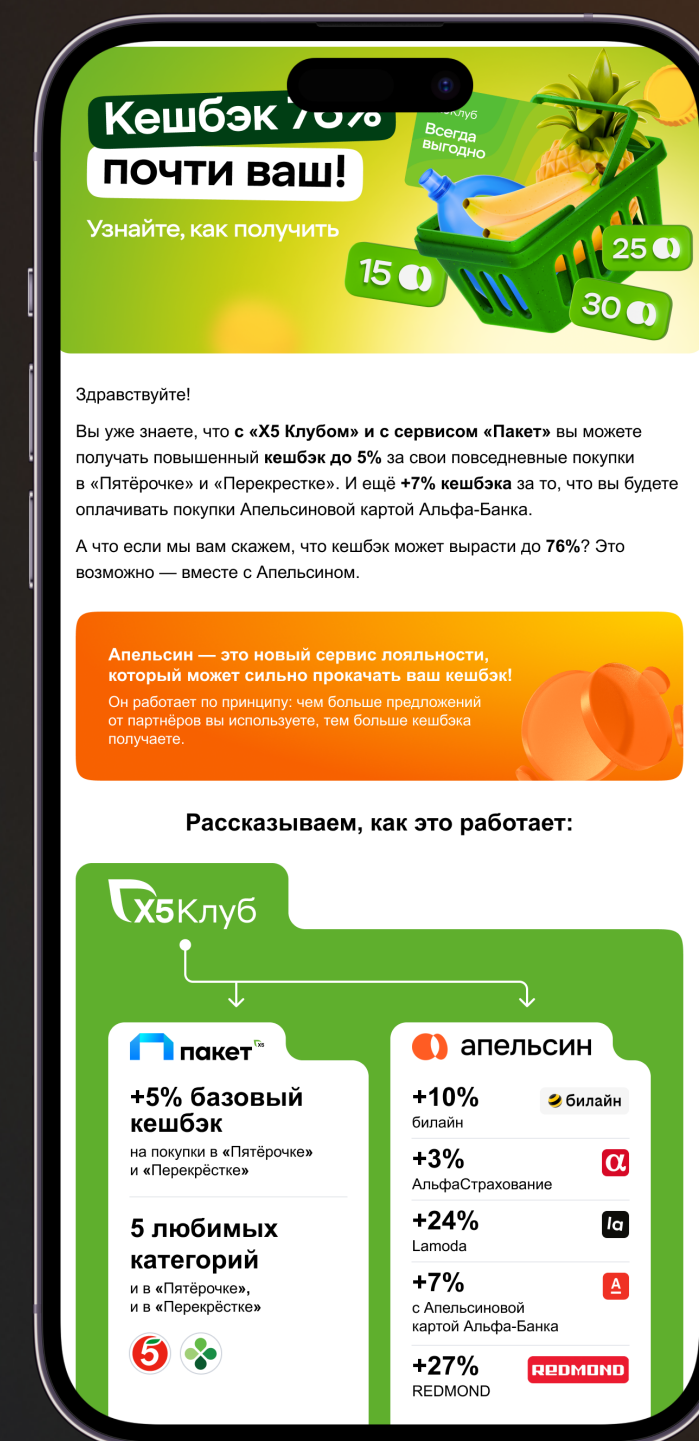 Кешбэк 76%
почти ваш!
Узнайте, как получить
клуб
Всегда
выгодно
15
25
30
Здравствуйте!
Вы уже знаете, что с «X5 Клубом» и с сервисом «Пакет» вы можете
получать повышенный кешбэк до 5% за свои повседневные покупки
в «Пятёрочке» и «Перекрестке». И ещё +7% кешбэка за то, что вы будете
оплачивать покупки Апельсиновой картой Альфа-Банка.
А что если мы вам скажем, что кешбэк может вырасти до 76%? Это
возможно — вместе с Апельсином.
Апельсин — это новый сервис лояльности,
который может сильно прокачать ваш кешбэк!
Он работает по принципу: чем больше предложений
от партнёров вы используете, тем больше кешбэка
получаете.
Рассказываем, как это работает:
X5 Клуб
пакет X5
+5% базовый
кешбэк
на покупки в «Пятёрочке»
и «Перекрёстке»
5 любимых
категорий
и в «Пятёрочке»,
и в «Перекрёстке»
5
апельсин
+10%
билайн
билайн
+3%
АльфаСтрахование
α
+24%
Lamoda
la
+7%
с Апельсиновой
картой Альфа-Банка
А
+27%
REDMOND
REDMOND